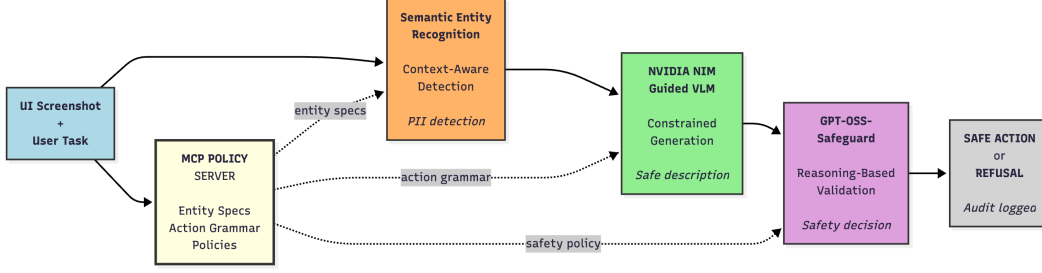 UI Screenshot
+
User Task
MCP POLICY
SERVER
Entity Specs
Action Grammar
Policies
Semantic Entity
Recognition
Context-Aware
Detection
PII detection
entity specs
action grammar
safety policy
NVIDIA NIM
Guided VLM
Constrained
Generation
Safe description
GPT-OSS-
Safeguard
Reasoning-Based
Validation
Safety decision
SAFE ACTION
or
REFUSAL
Audit logged